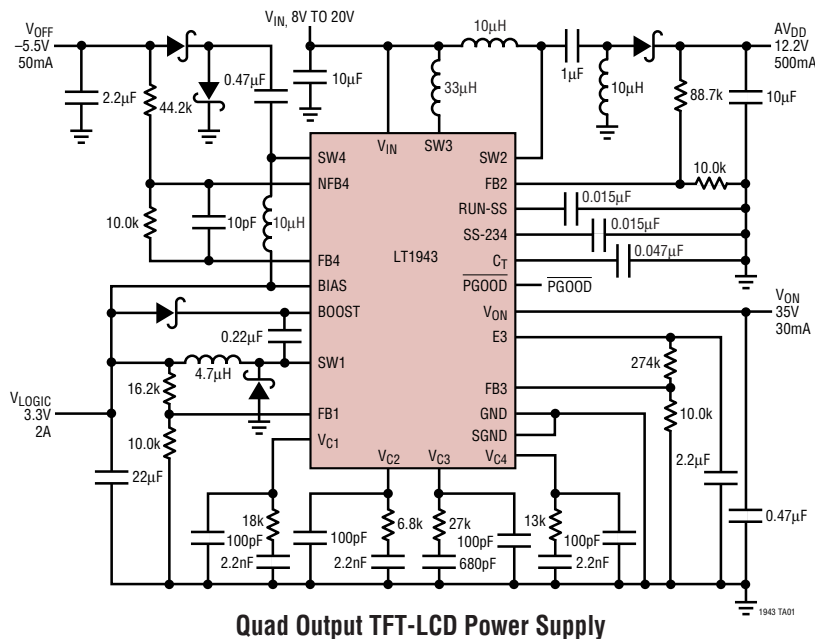 VIN, 8V TO 20V
VOFF
–5.5V
50mA
2.2µF
44.2k
0.47µF
10µF
33µH
10µH
1µF
10µH
88.7k
AVDD
12.2V
500mA
10µF
10.0k
10pF
10µH
SW4
NFB4
FB4
BIAS
BOOST
SW1
FB1
VC1
VIN
SW3
SW2
FB2
RUN-SS
SS-234
CT
PGOOD
VON
E3
FB3
GND
SGND
VC4
VC2
VC3
LT1943
10.0k
0.015µF
0.015µF
0.047µF
PGOOD
VON
35V
30mA
0.22µF
4.7µH
16.2k
10.0k
VLOGIC
3.3V
2A
22µF
274k
10.0k
2.2µF
0.47µF
100pF
18k
2.2nF
100pF
6.8k
2.2nF
27k
680pF
100pF
13k
2.2nF
100pF
1943 TA01
Quad Output TFT-LCD Power Supply